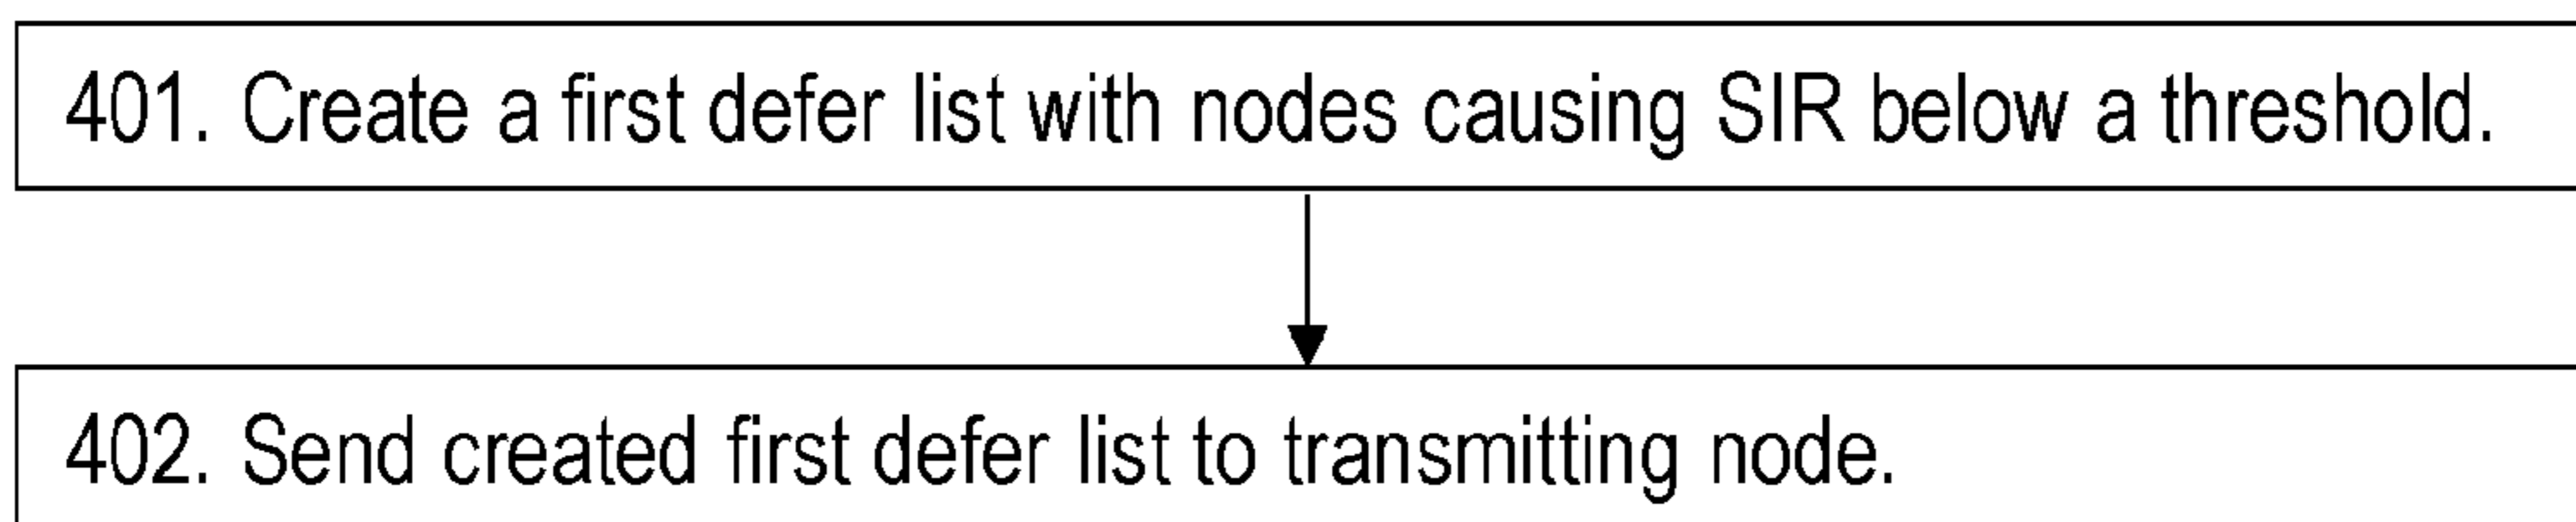 401. Create a first defer list with nodes causing SIR below a threshold.
402. Send created first defer list to transmitting node.